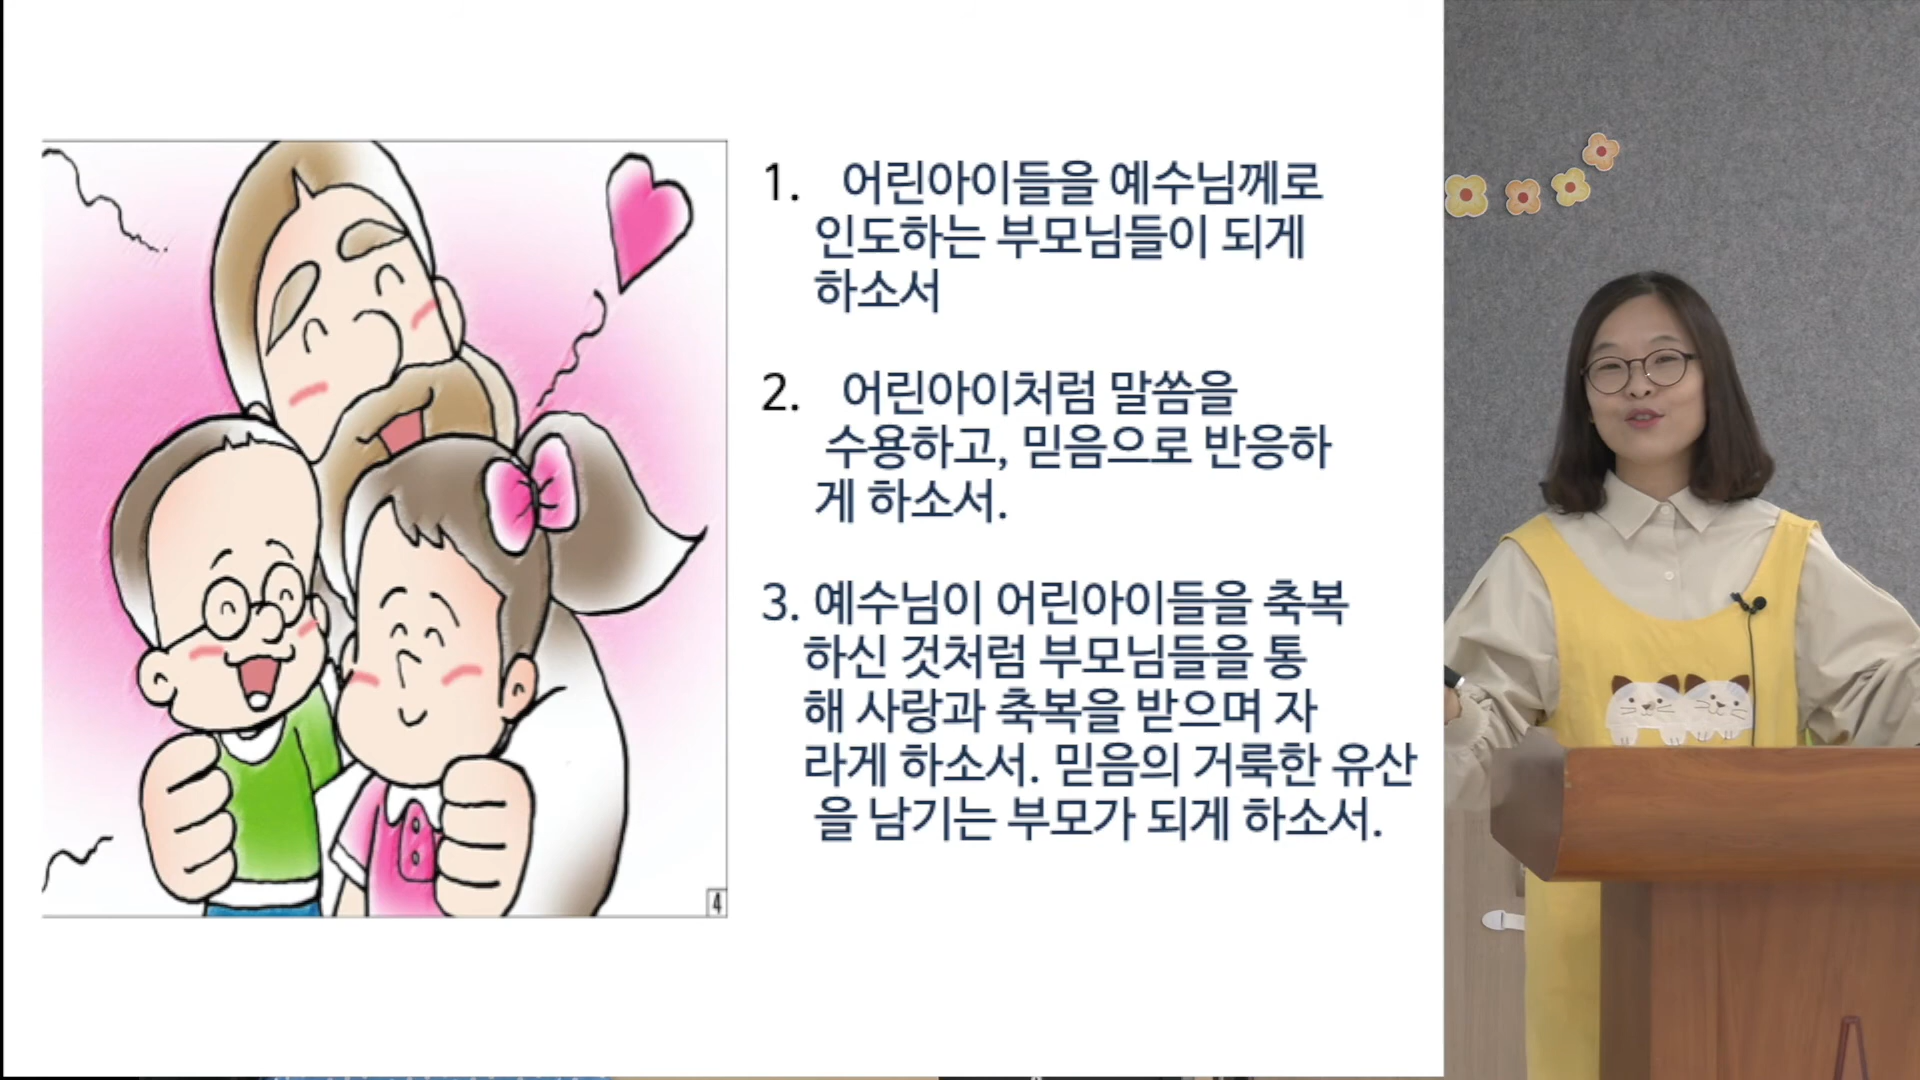 1. 어린아이들을 예수님께로
인도하는 부모님들이 되게
하소서
2. 어린아이처럼 말씀을
수용하고, 믿음으로 반응하
게 하소서.
3. 예수님이 어린아이들을 축복
하신 것처럼 부모님들을 통
해 사랑과 축복을 받으며 자
라게 하소서. 믿음의 거룩한 유산
을 남기는 부모가 되게 하소서.
4